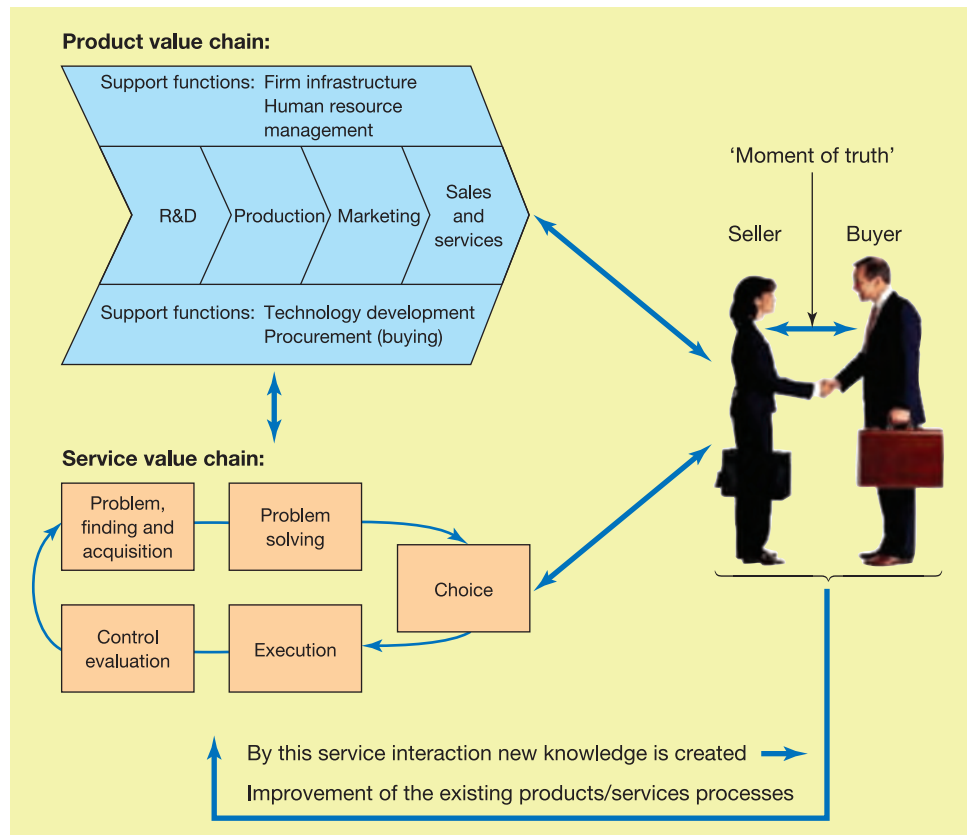 Product value chain:
Support functions: Firm infrastructure
Human resource
management
R&D
Production
Marketing
Sales
and
services
Support functions: Technology development
Procurement (buying)
'Moment of truth'
Seller
Buyer
Service value chain:
Problem,
finding and
acquisition
Problem
solving
Choice
Control
evaluation
Execution
By this service interaction new knowledge is created
Improvement of the existing products/services processes